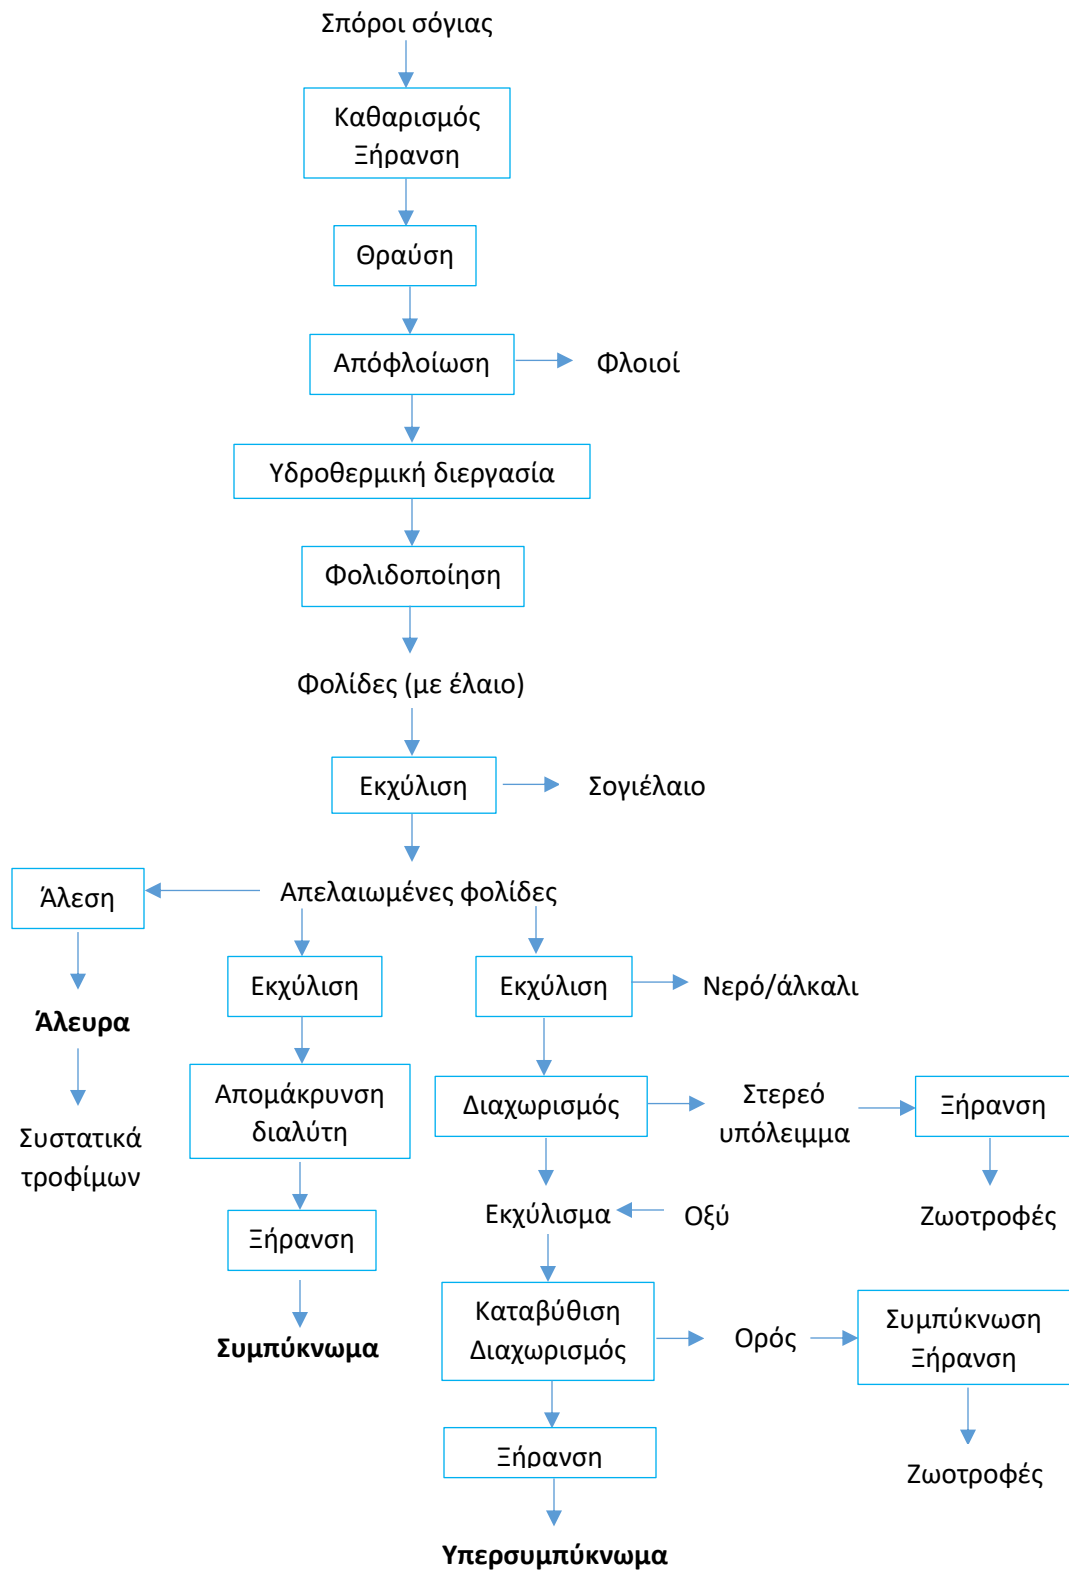 Σπόροι σόγιας
Καθαρισμός
Ξήρανση
Θραύση
Απόφλοίωση
Φλοιοί
Υδροθερμική διεργασία
Φολιδοποίηση
Φολίδες (με έλαιο)
Εκχύλιση
Σογιέλαιο
Άλεση
Απελαιωμένες φολίδες
Εκχύλιση
Εκχύλιση
Νερό/άλκαλι
Άλευρα
Απομάκρυνση
διαλύτη
Διαχωρισμός
Στερεό
υπόλειμμα
Ξήρανση
Συστατικά
τροφίμων
Ξήρανση
Εκχύλισμα
Οξύ
Ζωοτροφές
Συμπύκνωμα
Καταβύθιση
Διαχωρισμός
Ορός
Συμπύκνωση
Ξήρανση
Ξήρανση
Ζωοτροφές
Υπερσυμπύκνωμα